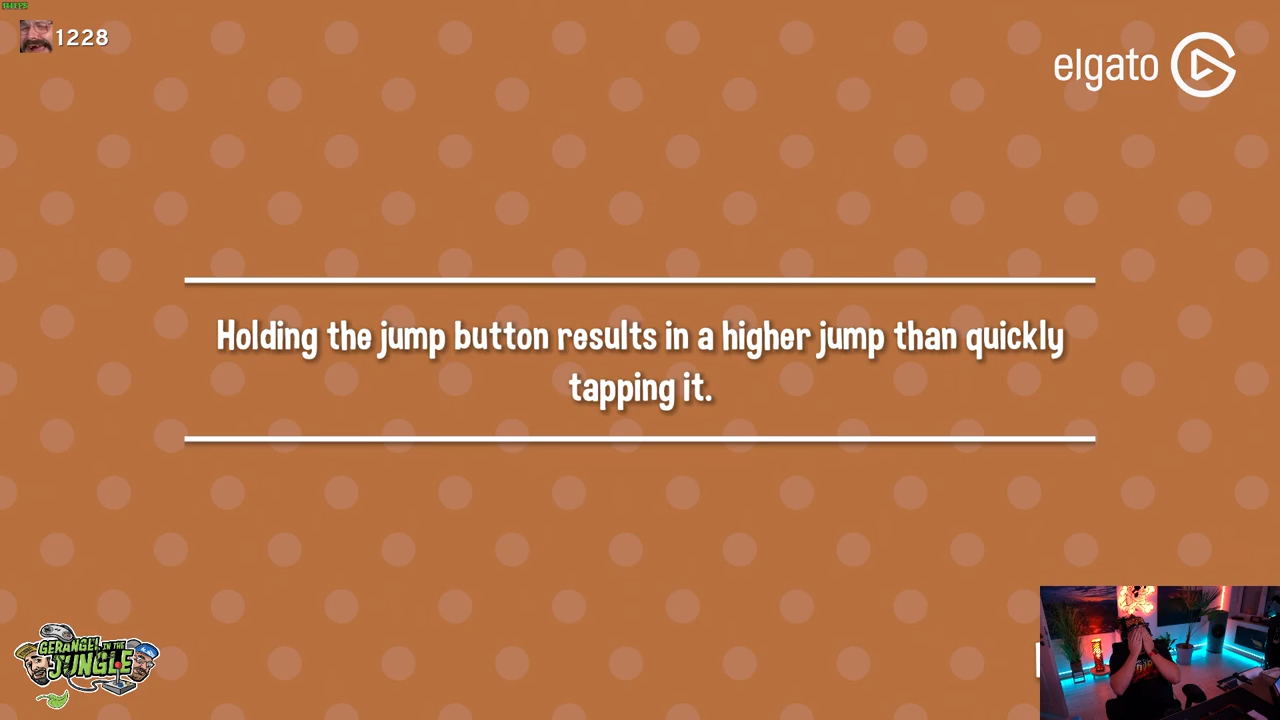 1228
elgato
Holding the jump button results in a higher jump than quickly
tapping it.
GERANGEL IN THE
JUNGLE